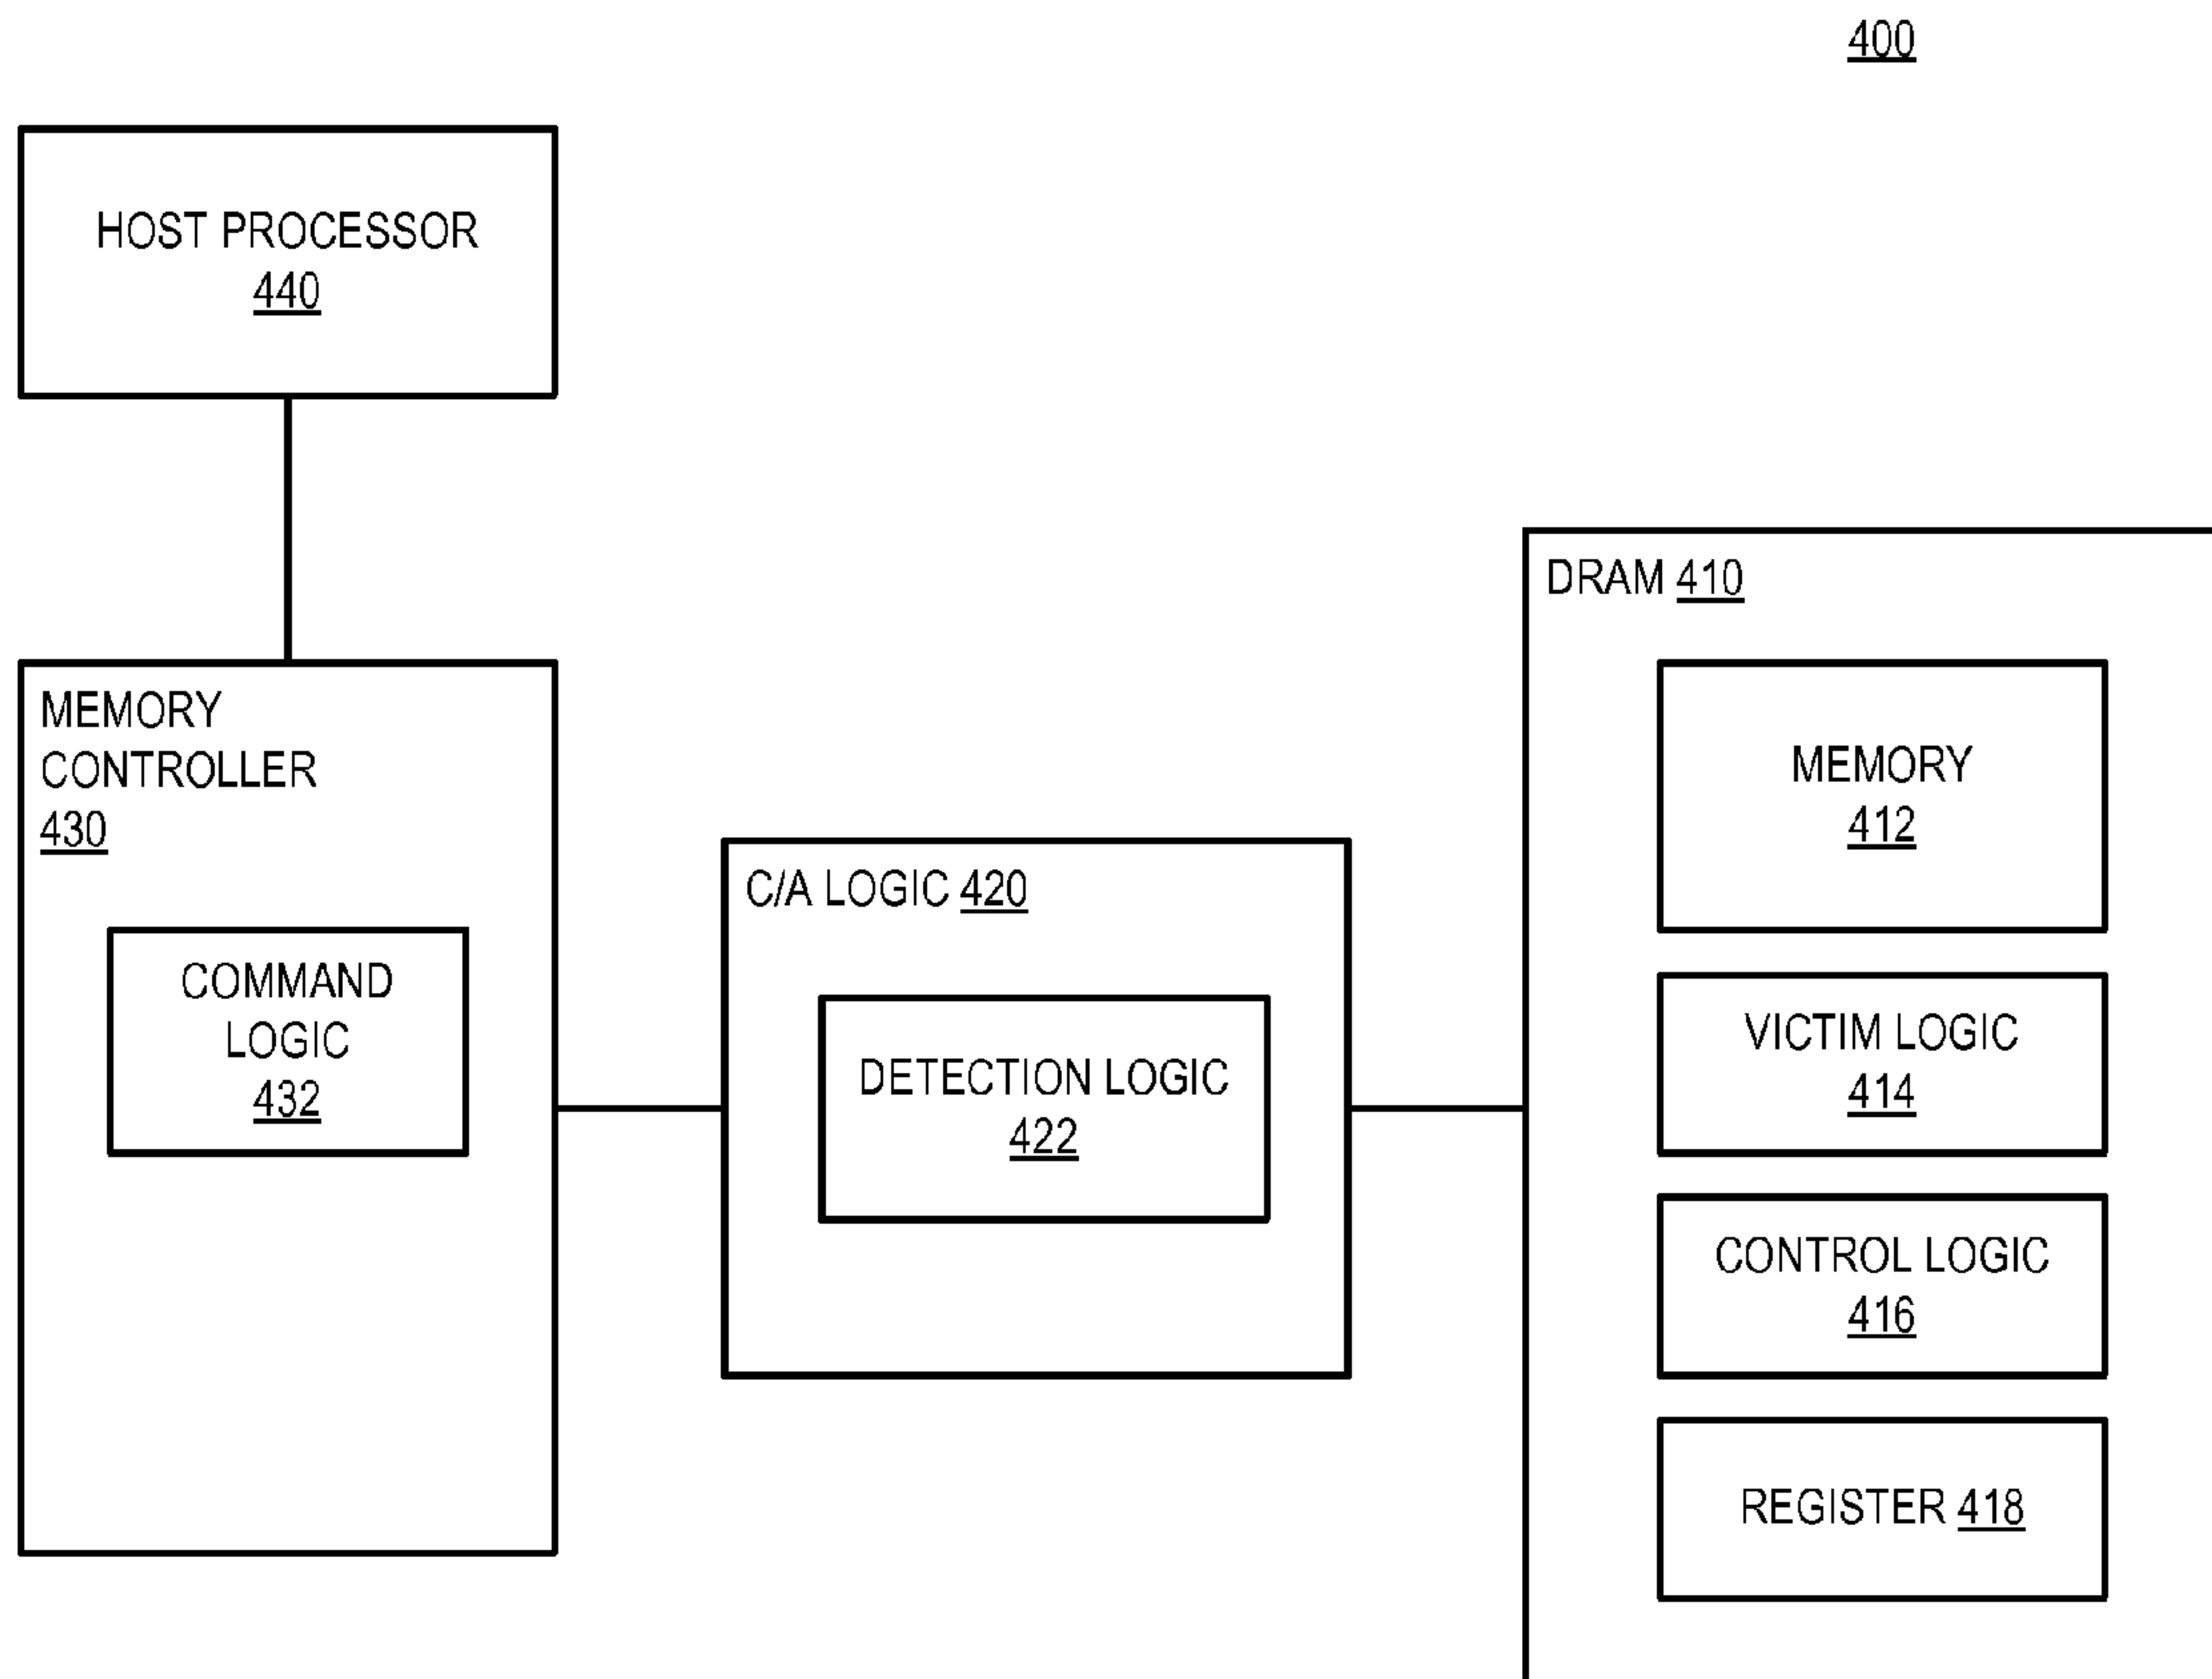 400
HOST PROCESSOR
440
MEMORY
CONTROLLER
430
COMMAND
LOGIC
432
C/A LOGIC 420
DETECTION LOGIC
422
DRAM 410
MEMORY
412
VICTIM LOGIC
414
CONTROL LOGIC
416
REGISTER 418